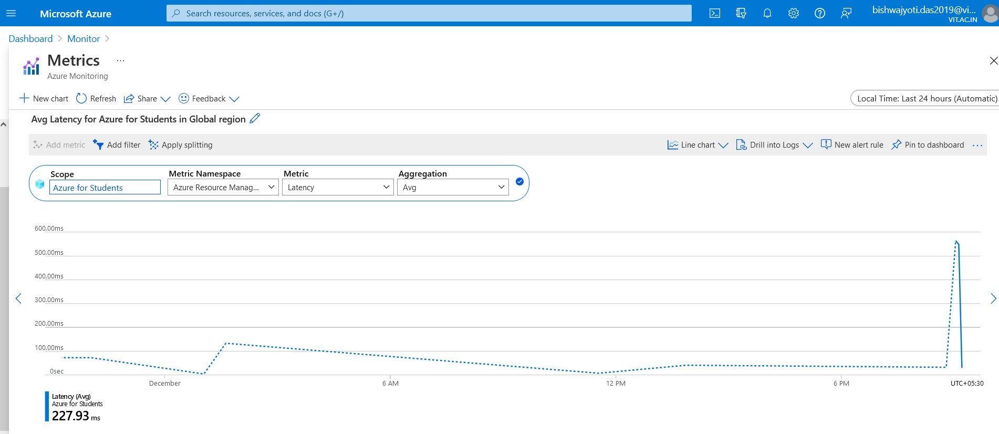 Microsoft Azure
Search resources, services, and docs (G+/)
bishwajyoti.das2019@vi...
VIT.AC.IN
Dashboard > Monitor >
Metrics ...
Azure Monitoring
New chart Refresh Share Feedback
Local Time: Last 24 hours (Automatic)
Avg Latency for Azure for Students in Global region
Add metric Add filter Apply splitting Line chart Drill into Logs New alert rule Pin to dashboard ...
Scope Metric Namespace Metric Aggregation
Azure for Students Azure Resource Manag... Latency Avg
600.00ms
500.00ms
400.00ms
300.00ms
200.00ms
100.00ms
0sec
December 6 AM 12 PM 6 PM UTC+05:30
Latency (Avg)
Azure for Students
227.93 ms